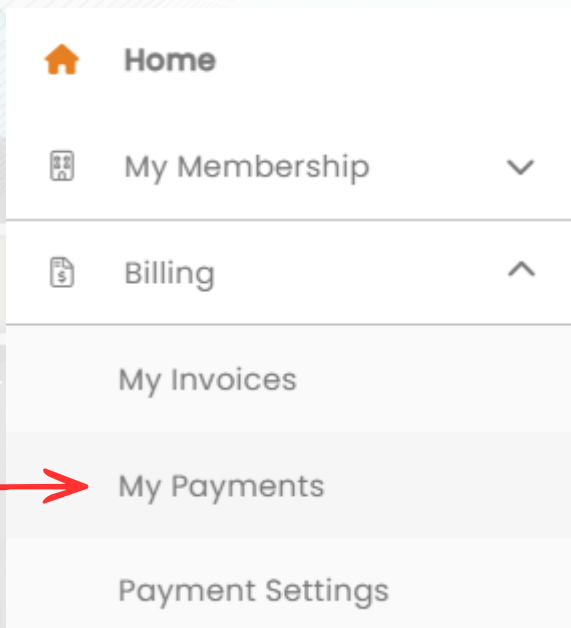 Home
My Membership
Billing
My Invoices
My Payments
Payment Settings